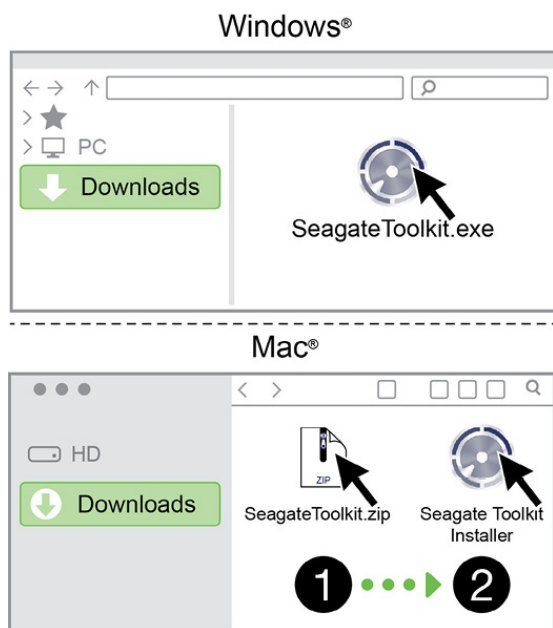 Windows®
PC
Downloads
SeagateToolkit.exe
Mac®
HD
Downloads
ZIP
SeagateToolkit.zip
Seagate Toolkit
Installer
1
2